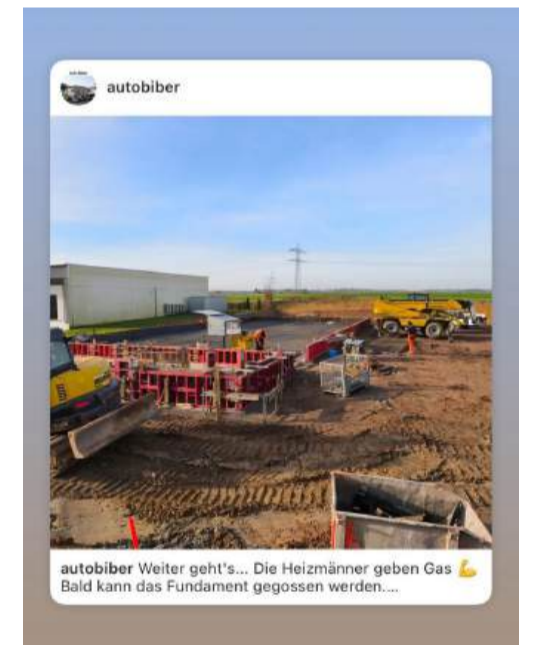 autobiber
autobiber Weiter geht's... Die Heizmänner geben Gas 💪
Bald kann das Fundament gegossen werden....